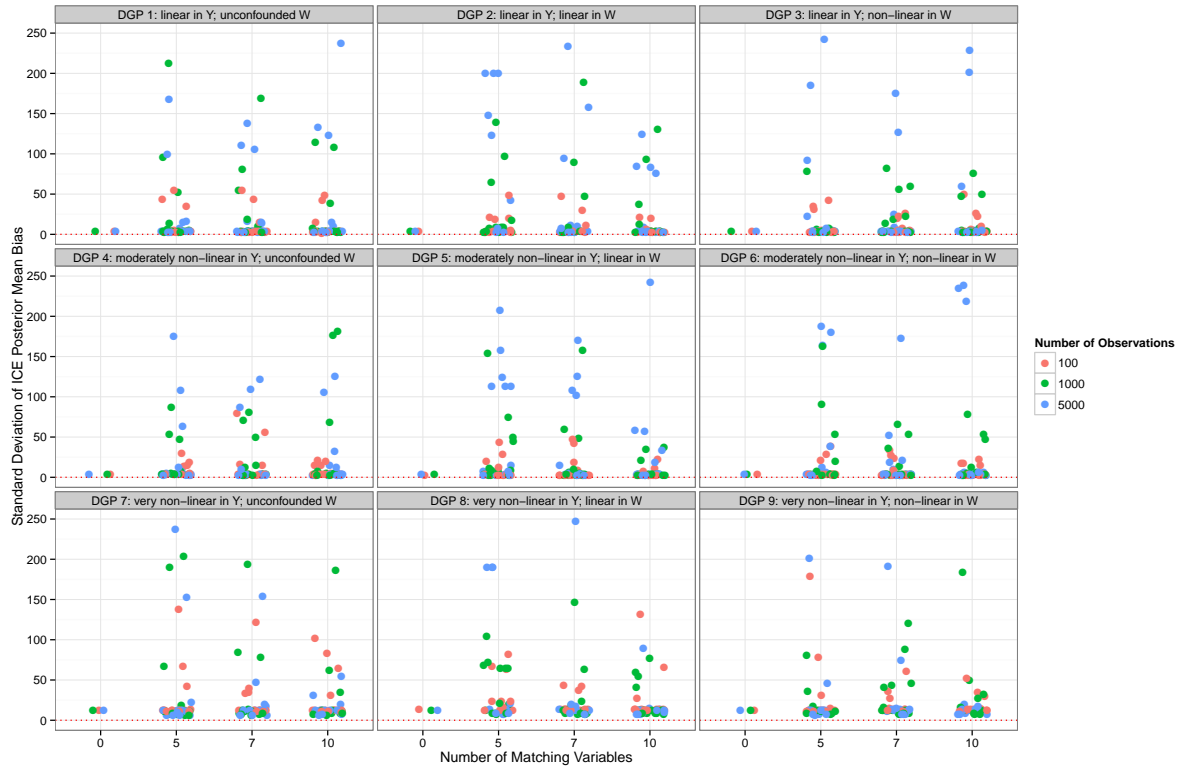 DGP 1: linear in Y; unconfounded W
DGP 2: linear in Y; linear in W
DGP 3: linear in Y; non−linear in W
250
200
150
100
50
0
DGP 4: moderately non−linear in Y; unconfounded W
DGP 5: moderately non−linear in Y; linear in W
DGP 6: moderately non−linear in Y; non−linear in W
250
200
150
100
50
0
DGP 7: very non−linear in Y; unconfounded W
DGP 8: very non−linear in Y; linear in W
DGP 9: very non−linear in Y; non−linear in W
250
200
150
100
50
0
0 5 7 10
0 5 7 10
0 5 7 10
Number of Matching Variables
Standard Deviation of ICE Posterior Mean Bias
Number of Observations
100
1000
5000